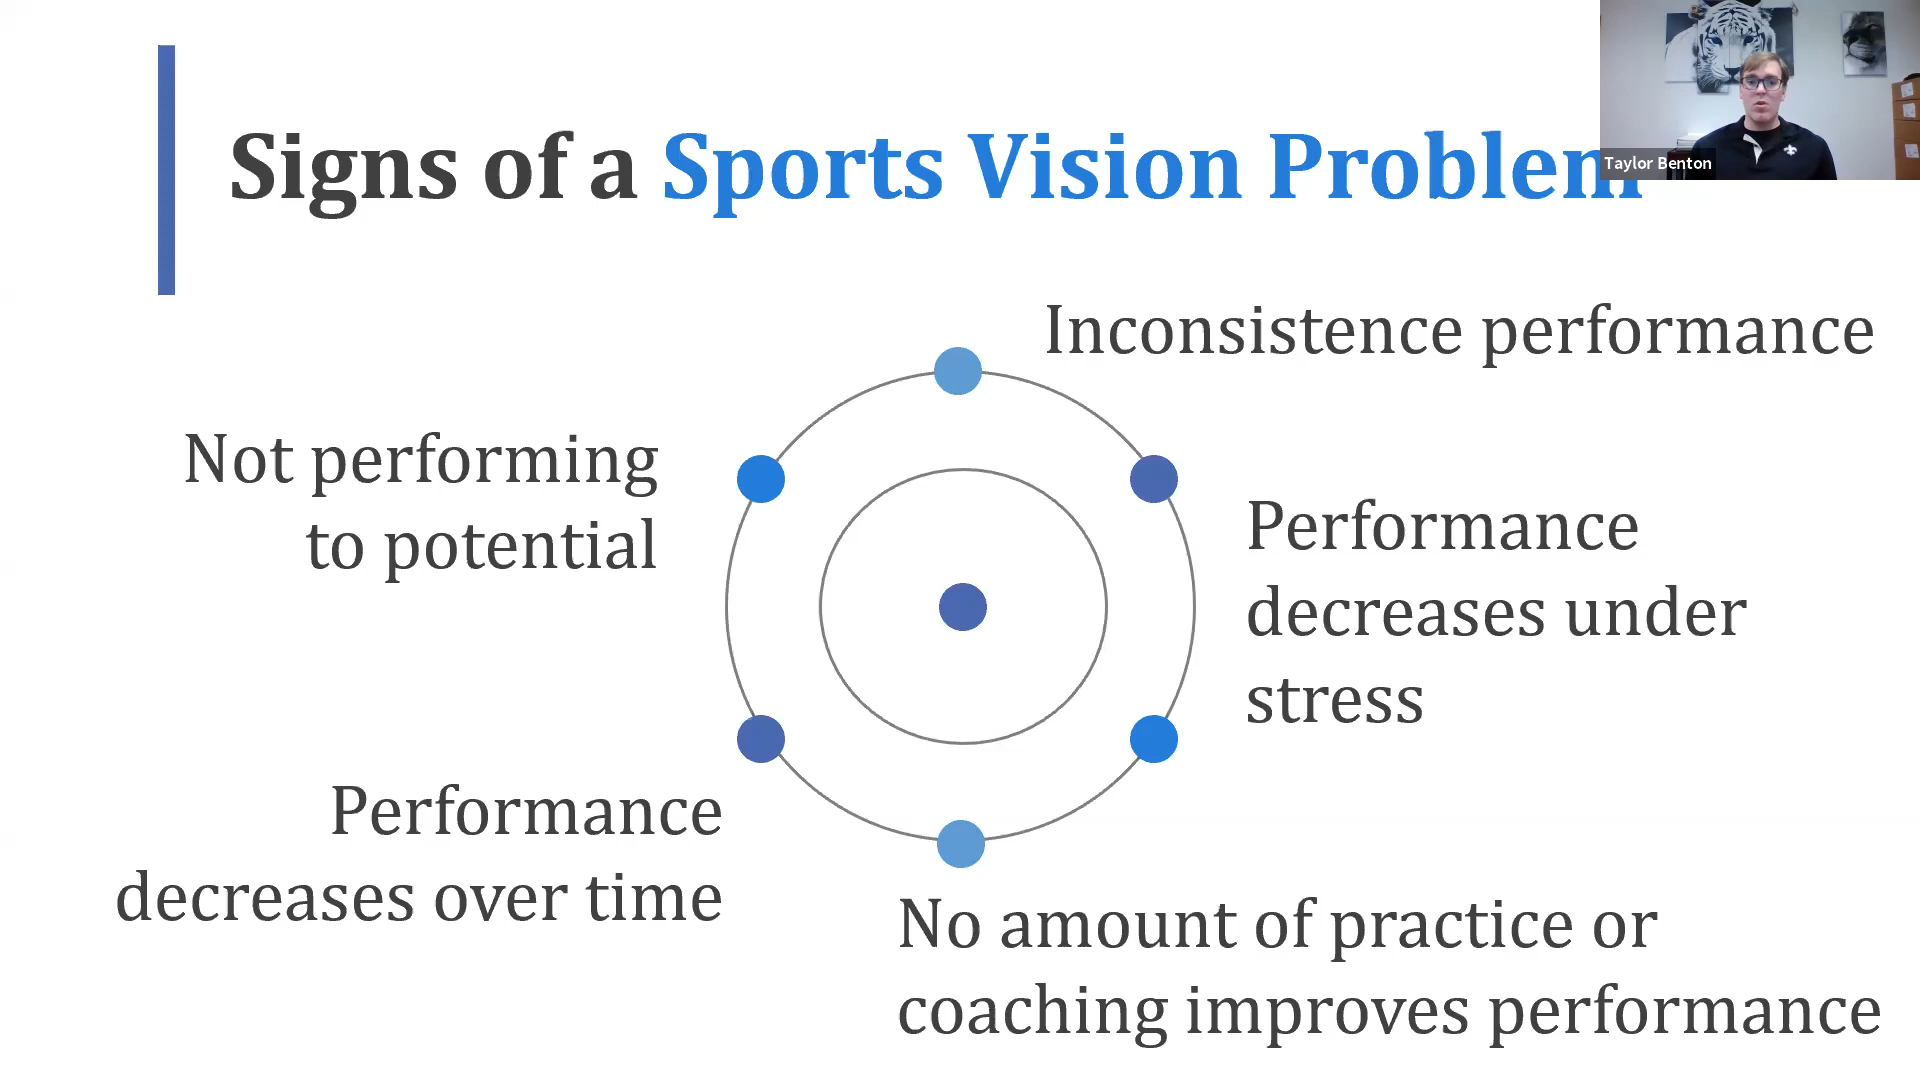 Signs of a Sports Vision Problem
Taylor Benton
Inconsistence performance
Not performing
to potential
Performance
decreases under
stress
Performance
decreases over time
No amount of practice or
coaching improves performance